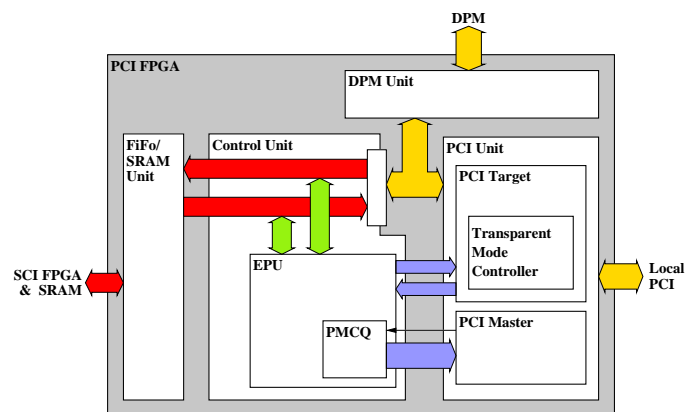 DPM
PCI FPGA
DPM Unit
FiFo/
SRAM
Unit
Control Unit
PCI Unit
PCI Target
Transparent
Mode
Controller
EPU
SCI FPGA
& SRAM
Local
PCI
PMCQ
PCI Master